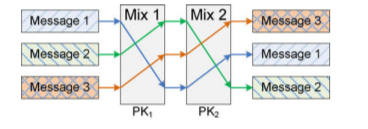 Message 1
Message 2
Message 3
Mix 1
Mix 2
PK₁
PK₂
Message 3
Message 1
Message 2